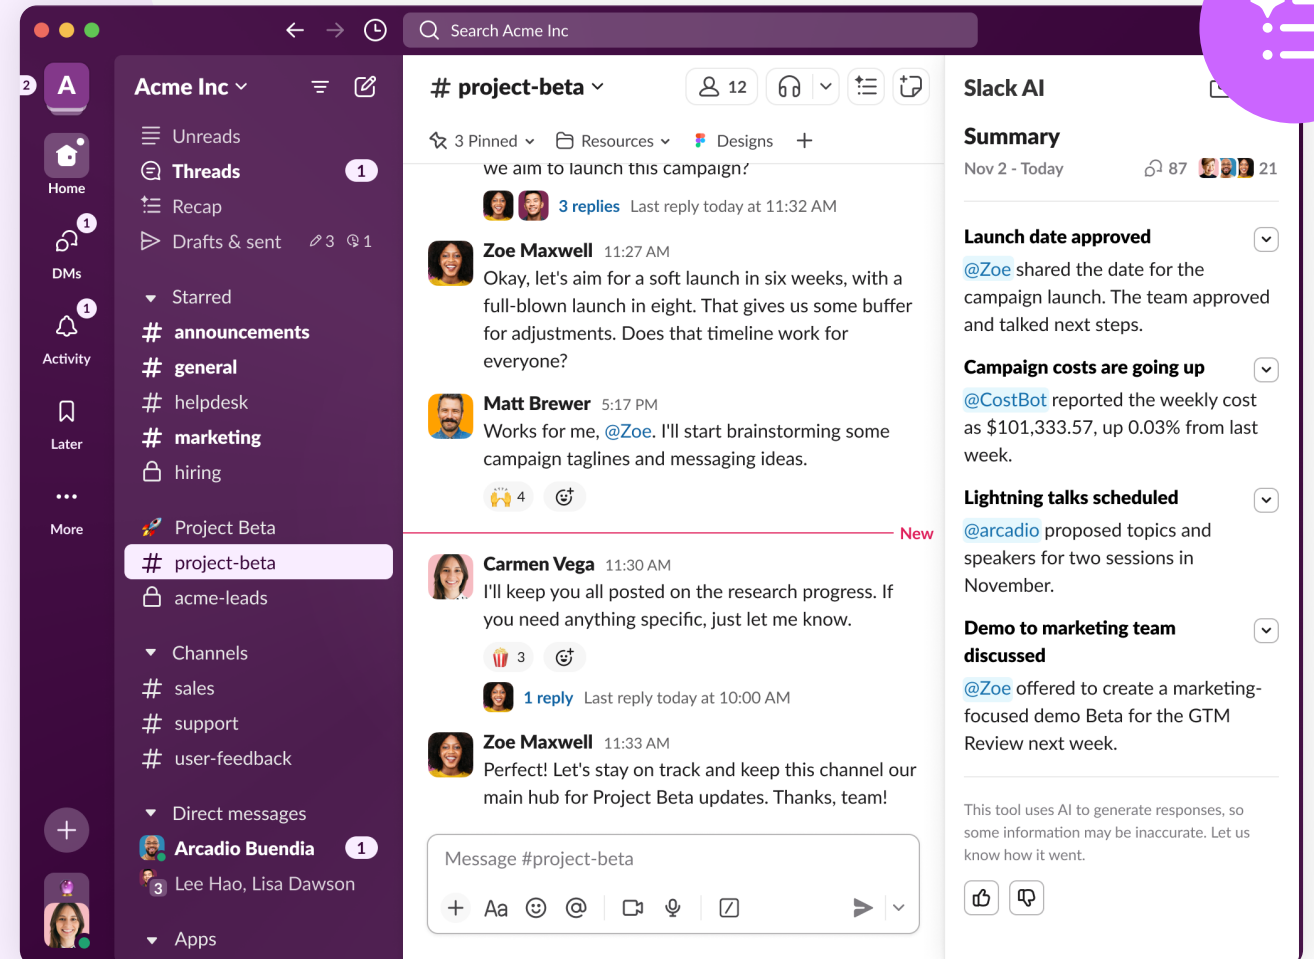 Search Acme Inc
2
A
Home
1
DMs
1
Activity
Later
More
Acme Inc
Unreads
Threads 1
Recap
Drafts & sent 3 1
Starred
# announcements
# general
# helpdesk
# marketing
hiring
Project Beta
# project-beta
acme-leads
Channels
# sales
# support
# user-feedback
Direct messages
Arcadio Buendia 1
3 Lee Hao, Lisa Dawson
Apps
# project-beta
12
3 Pinned Resources Designs
we aim to launch this campaign?
3 replies Last reply today at 11:32 AM
Zoe Maxwell 11:27 AM
Okay, let's aim for a soft launch in six weeks, with a
full-blown launch in eight. That gives us some buffer
for adjustments. Does that timeline work for
everyone?
Matt Brewer 5:17 PM
Works for me, @Zoe. I'll start brainstorming some
campaign taglines and messaging ideas.
4
New
Carmen Vega 11:30 AM
I'll keep you all posted on the research progress. If
you need anything specific, just let me know.
3
1 reply Last reply today at 10:00 AM
Zoe Maxwell 11:33 AM
Perfect! Let's stay on track and keep this channel our
main hub for Project Beta updates. Thanks, team!
Message #project-beta
Aa
Slack AI
Summary
Nov 2 - Today 87 21
Launch date approved
@Zoe shared the date for the
campaign launch. The team approved
and talked next steps.
Campaign costs are going up
@CostBot reported the weekly cost
as $101,333.57, up 0.03% from last
week.
Lightning talks scheduled
@arcadio proposed topics and
speakers for two sessions in
November.
Demo to marketing team
discussed
@Zoe offered to create a marketing-
focused demo Beta for the GTM
Review next week.
This tool uses AI to generate responses, so
some information may be inaccurate. Let us
know how it went.